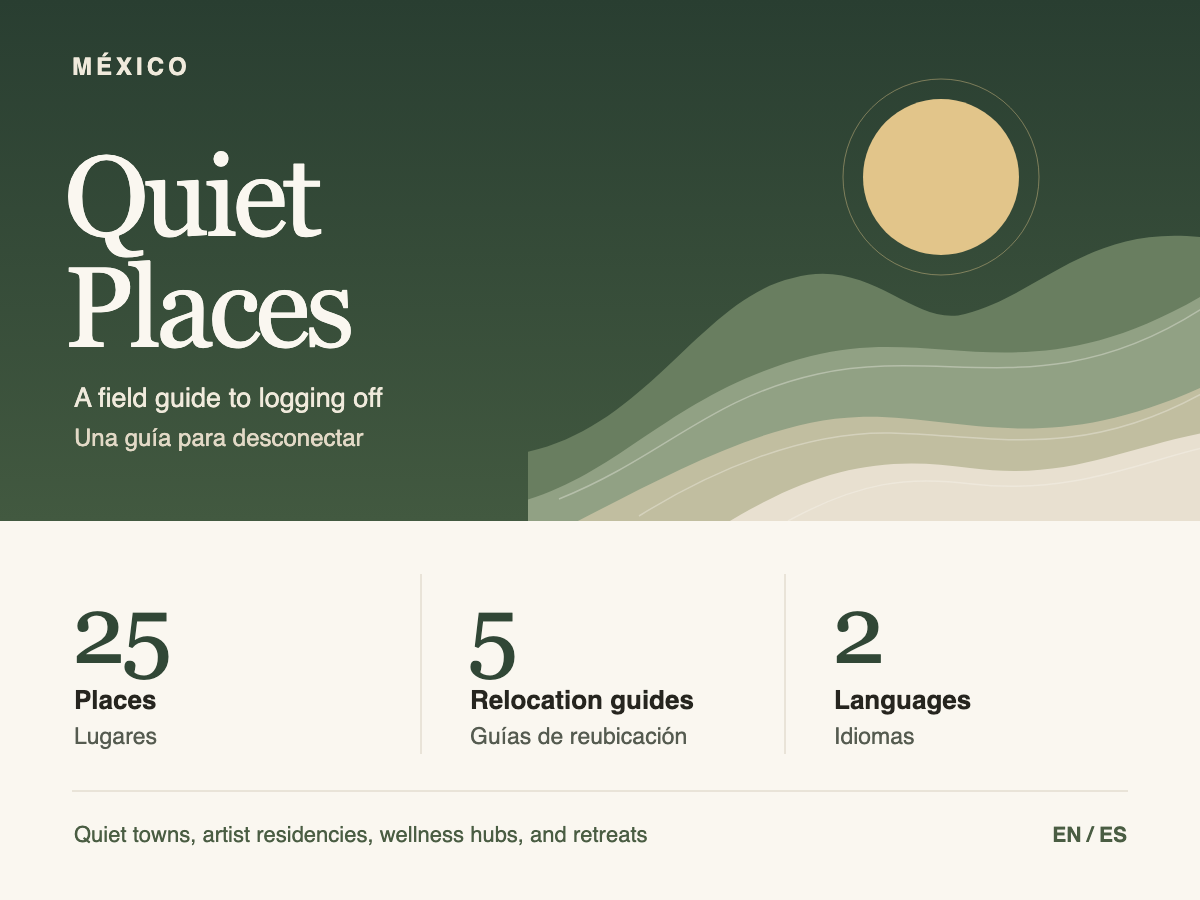 MÉXICO
Quiet
Places
A field guide to logging off
Una guía para desconectar
25
Places
Lugares
5
Relocation guides
Guías de reubicación
2
Languages
Idiomas
Quiet towns, artist residencies, wellness hubs, and retreats
EN / ES